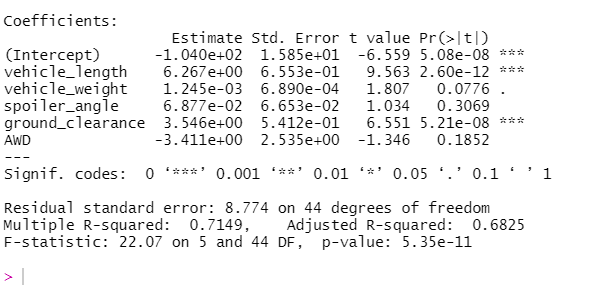 Coefficients:
                   Estimate Std. Error t value Pr(>|t|)
(Intercept)      -1.040e+02  1.585e+01  -6.559 5.08e-08 ***
vehicle_length    6.267e+00  6.553e-01   9.563 2.60e-12 ***
vehicle_weight    1.245e-03  6.890e-04   1.807   0.0776 .
spoiler_angle     6.877e-02  6.653e-02   1.034   0.3069
ground_clearance  3.546e+00  5.412e-01   6.551 5.21e-08 ***
AWD              -3.411e+00  2.535e+00  -1.346   0.1852
---
Signif. codes:  0 ‘***’ 0.001 ‘**’ 0.01 ‘*’ 0.05 ‘.’ 0.1 ‘ ’ 1
Residual standard error: 8.774 on 44 degrees of freedom
Multiple R-squared:  0.7149,    Adjusted R-squared:  0.6825
F-statistic: 22.07 on 5 and 44 DF,  p-value: 5.35e-11
>